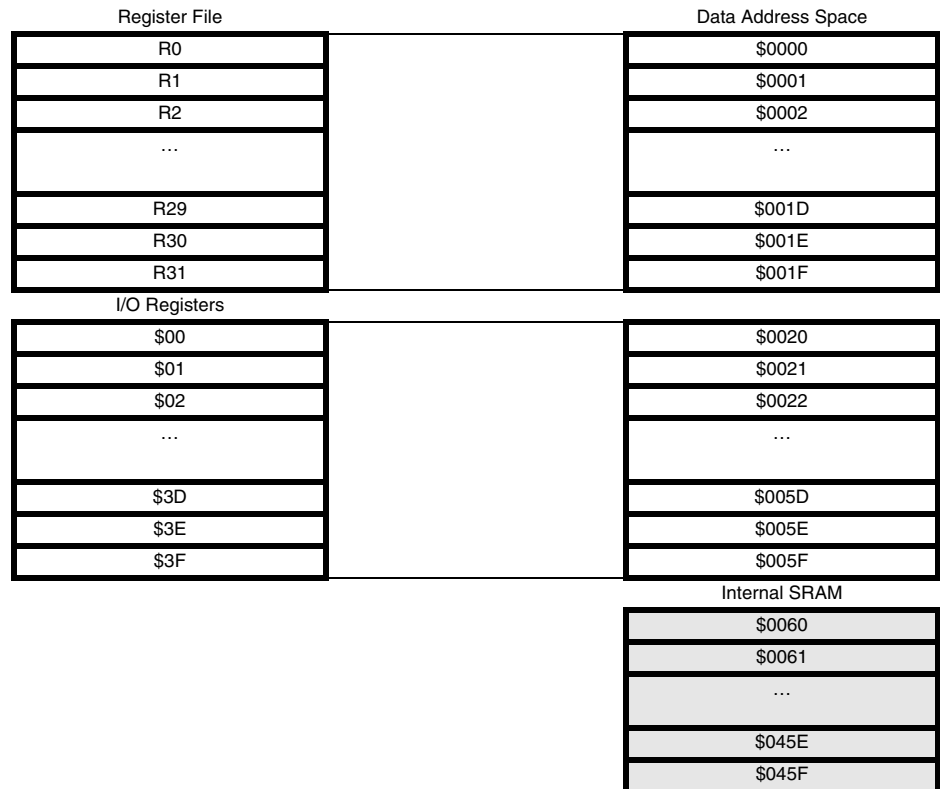 Register File Data Address Space
R0 $0000
R1 $0001
R2 $0002
... ...
R29 $001D
R30 $001E
R31 $001F
I/O Registers
$00 $0020
$01 $0021
$02 $0022
... ...
$3D $005D
$3E $005E
$3F $005F
Internal SRAM
$0060
$0061
...
$045E
$045F